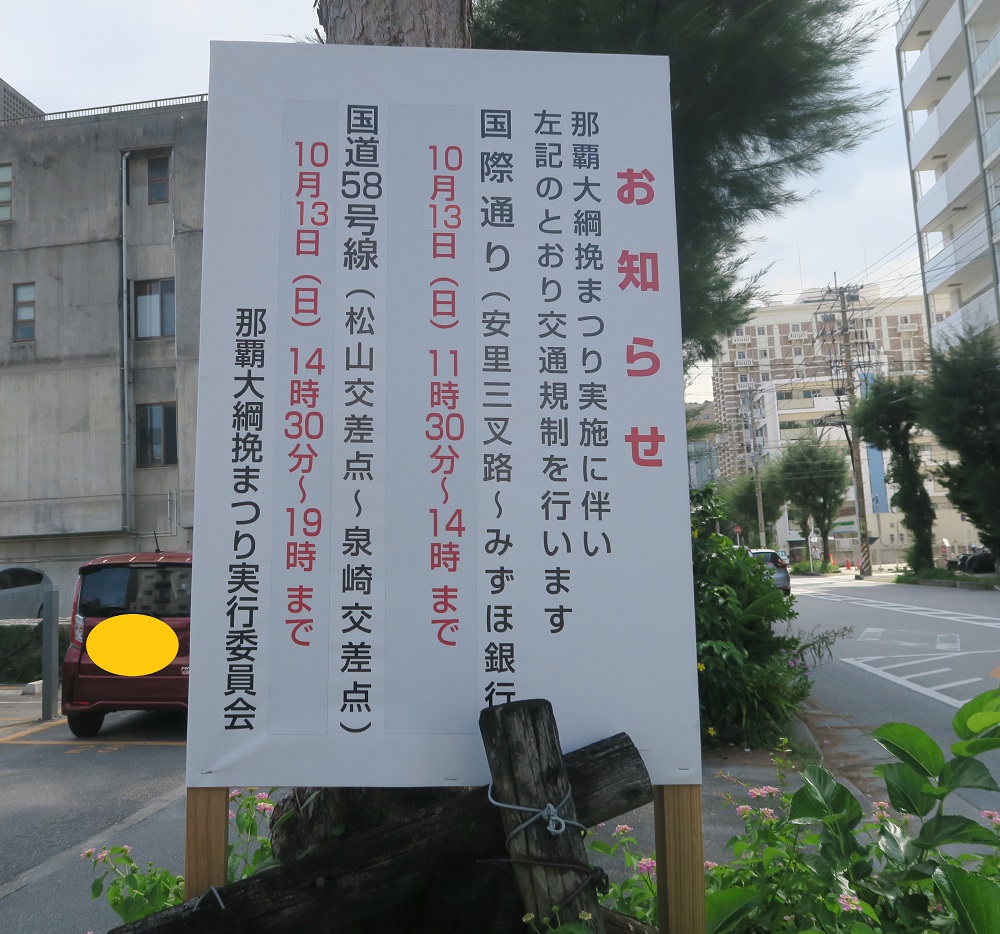 お知らせ
那覇大綱挽まつり実施に伴い
左記のとおり交通規制を行います
国際通り(安里三叉路〜みずほ銀行
10月13日(日)11時30分〜14時まで
国道58号線(松山交差点〜泉崎交差点)
10月13日(日)14時30分〜19時まで
那覇大綱挽まつり実行委員会